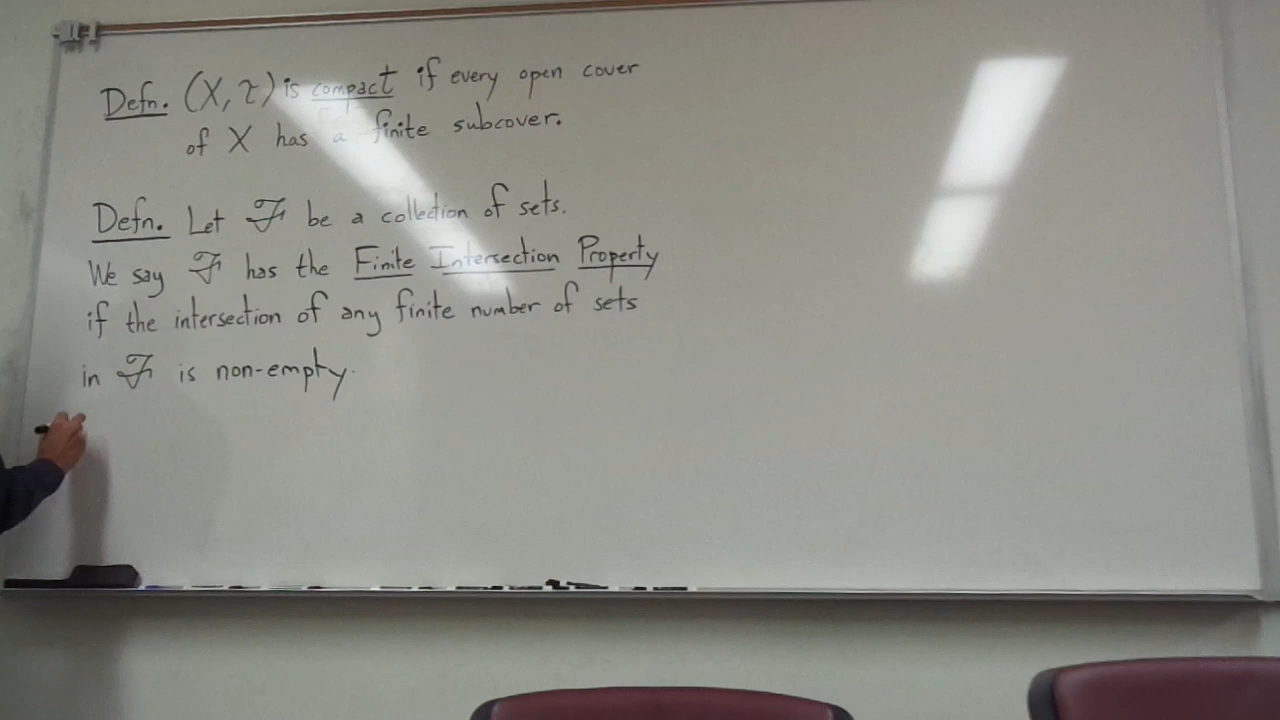 Defn. (X, τ) is compact if every open cover
of X has a finite subcover.
Defn. Let ℱ be a collection of sets.
We say ℱ has the Finite Intersection Property
if the intersection of any finite number of sets
in ℱ is non-empty.